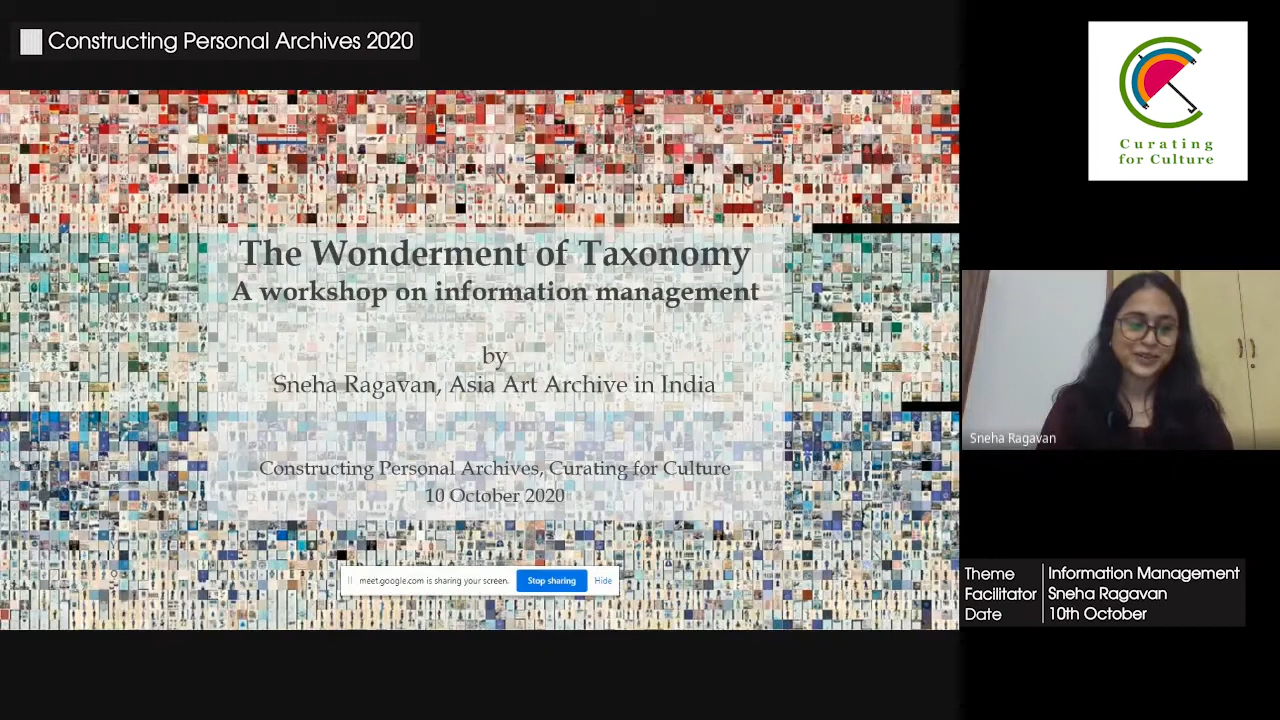 Constructing Personal Archives 2020
Curating
for Culture
The Wonderment of Taxonomy
A workshop on information management
by
Sneha Ragavan, Asia Art Archive in India
Constructing Personal Archives, Curating for Culture
10 October 2020
meet.google.com is sharing your screen.
Stop sharing
Hide
Sneha Ragavan
Theme Information Management
Facilitator Sneha Ragavan
Date 10th October